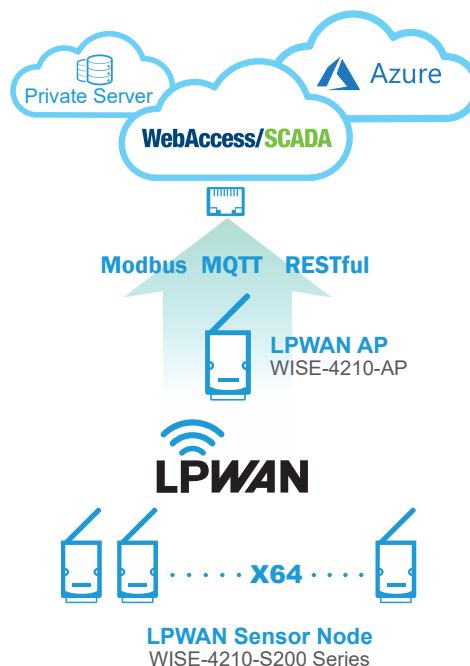 Azure
Private Server
WebAccess/SCADA
Modbus MQTT RESTful
LPWAN AP
WISE-4210-AP
LPWAN
X64
LPWAN Sensor Node
WISE-4210-S200 Series